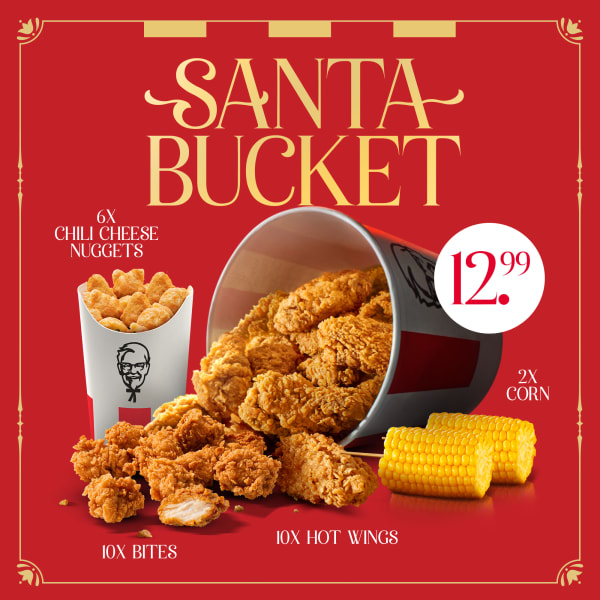 SANTA
BUCKET
6X
CHILI CHEESE
NUGGETS
12.99
2X
CORN
10X HOT WINGS
10X BITES